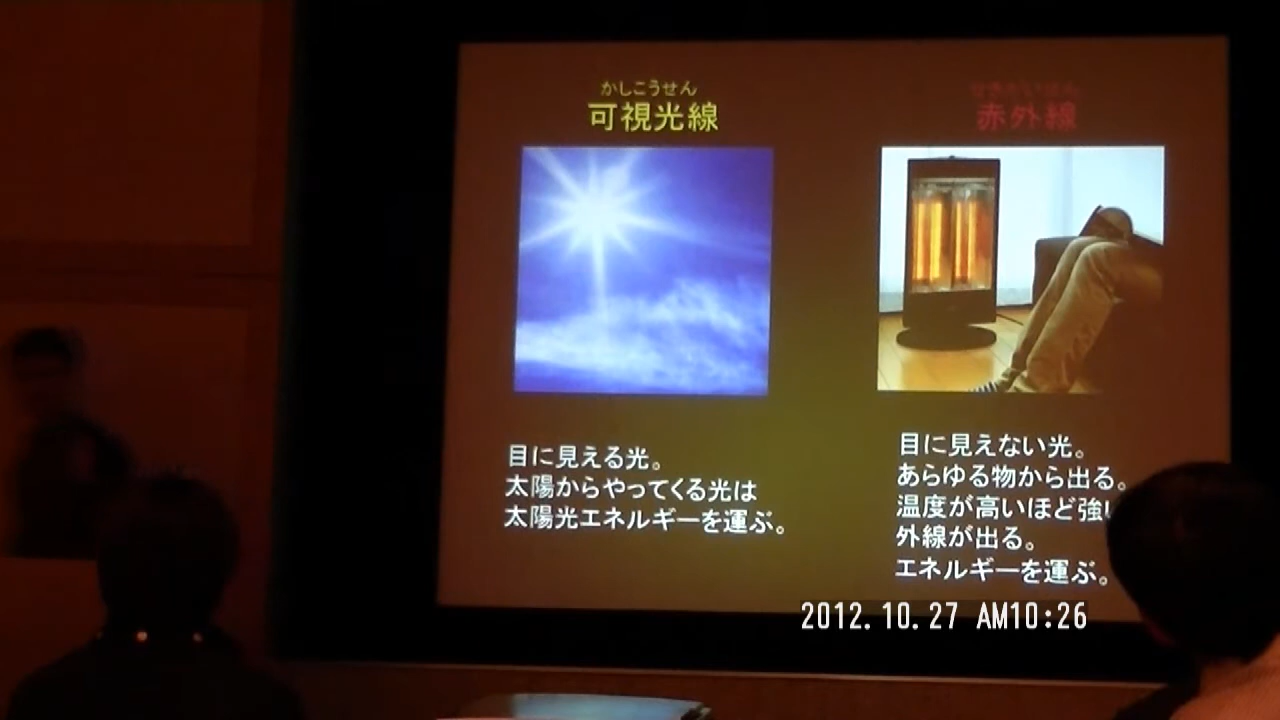 かしこうせん
可視光線
せきがいせん
赤外線
目に見える光。
太陽からやってくる光は
太陽光エネルギーを運ぶ。
目に見えない光。
あらゆる物から出る。
温度が高いほど強い
外線が出る。
エネルギーを運ぶ。
2012.10.27 AM10:26